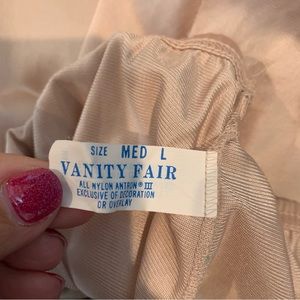 SIZE MED L
VANITY FAIR
ALL NYLON ANTRON® III
EXCLUSIVE OF DECORATION
OR OVERLAY